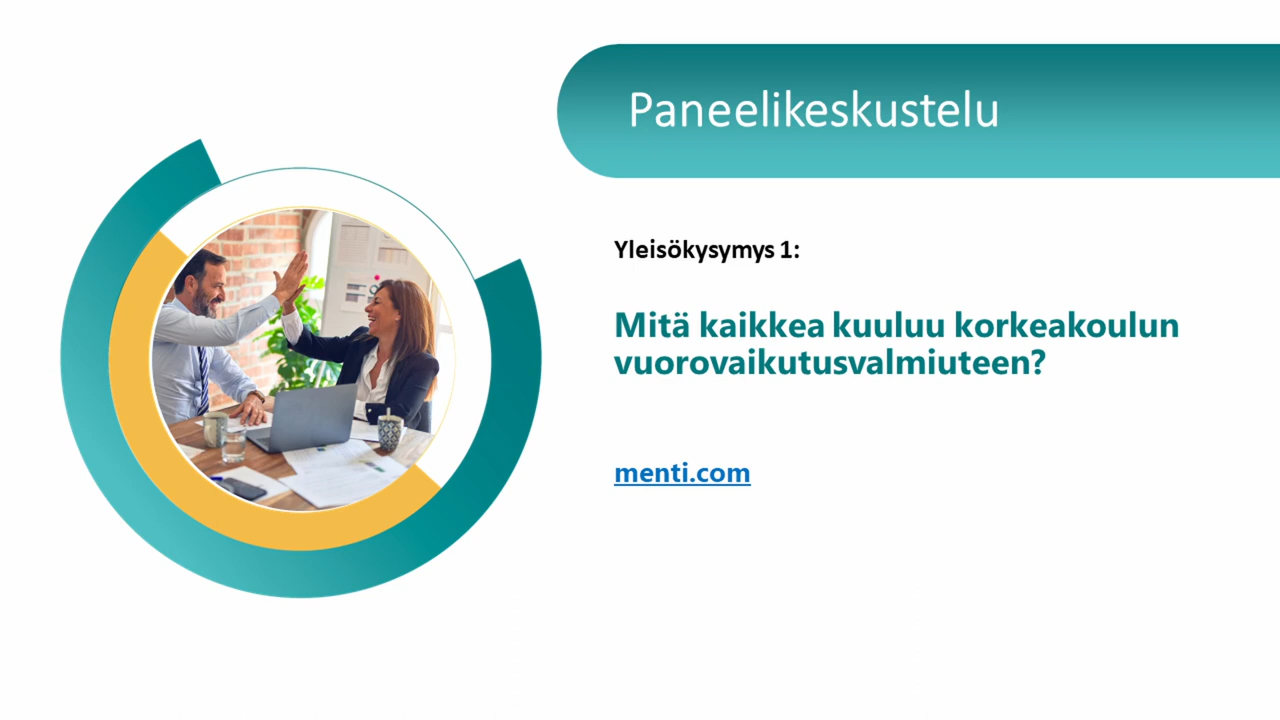 Paneelikeskustelu
Yleisökysymys 1:
Mitä kaikkea kuuluu korkeakoulun
vuorovaikutusvalmiuteen?
menti.com